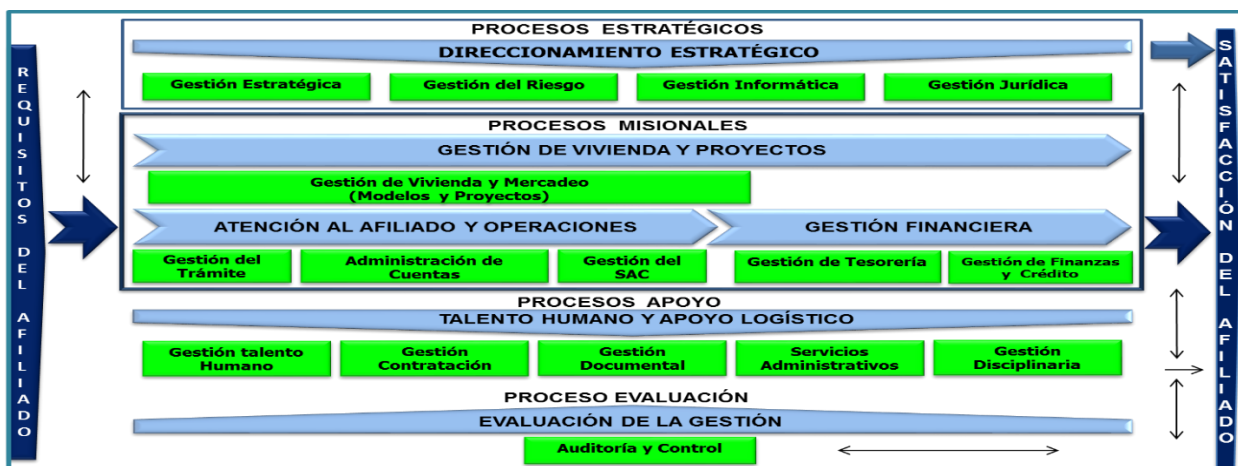 REQUISITOS DEL AFILIADO
PROCESOS ESTRATÉGICOS
DIRECCIONAMIENTO ESTRATÉGICO
Gestión Estratégica
Gestión del Riesgo
Gestión Informática
Gestión Jurídica
PROCESOS MISIONALES
GESTIÓN DE VIVIENDA Y PROYECTOS
Gestión de Vivienda y Mercadeo
(Modelos y Proyectos)
ATENCIÓN AL AFILIADO Y OPERACIONES
GESTIÓN FINANCIERA
Gestión del
Trámite
Administración de
Cuentas
Gestión del
SAC
Gestión de Tesorería
Gestión de Finanzas
y Crédito
PROCESOS APOYO
TALENTO HUMANO Y APOYO LOGÍSTICO
Gestión talento
Humano
Gestión
Contratación
Gestión
Documental
Servicios
Administrativos
Gestión
Disciplinaria
PROCESO EVALUACIÓN
EVALUACIÓN DE LA GESTIÓN
Auditoría y Control
SATISFACCIÓN DEL AFILIADO